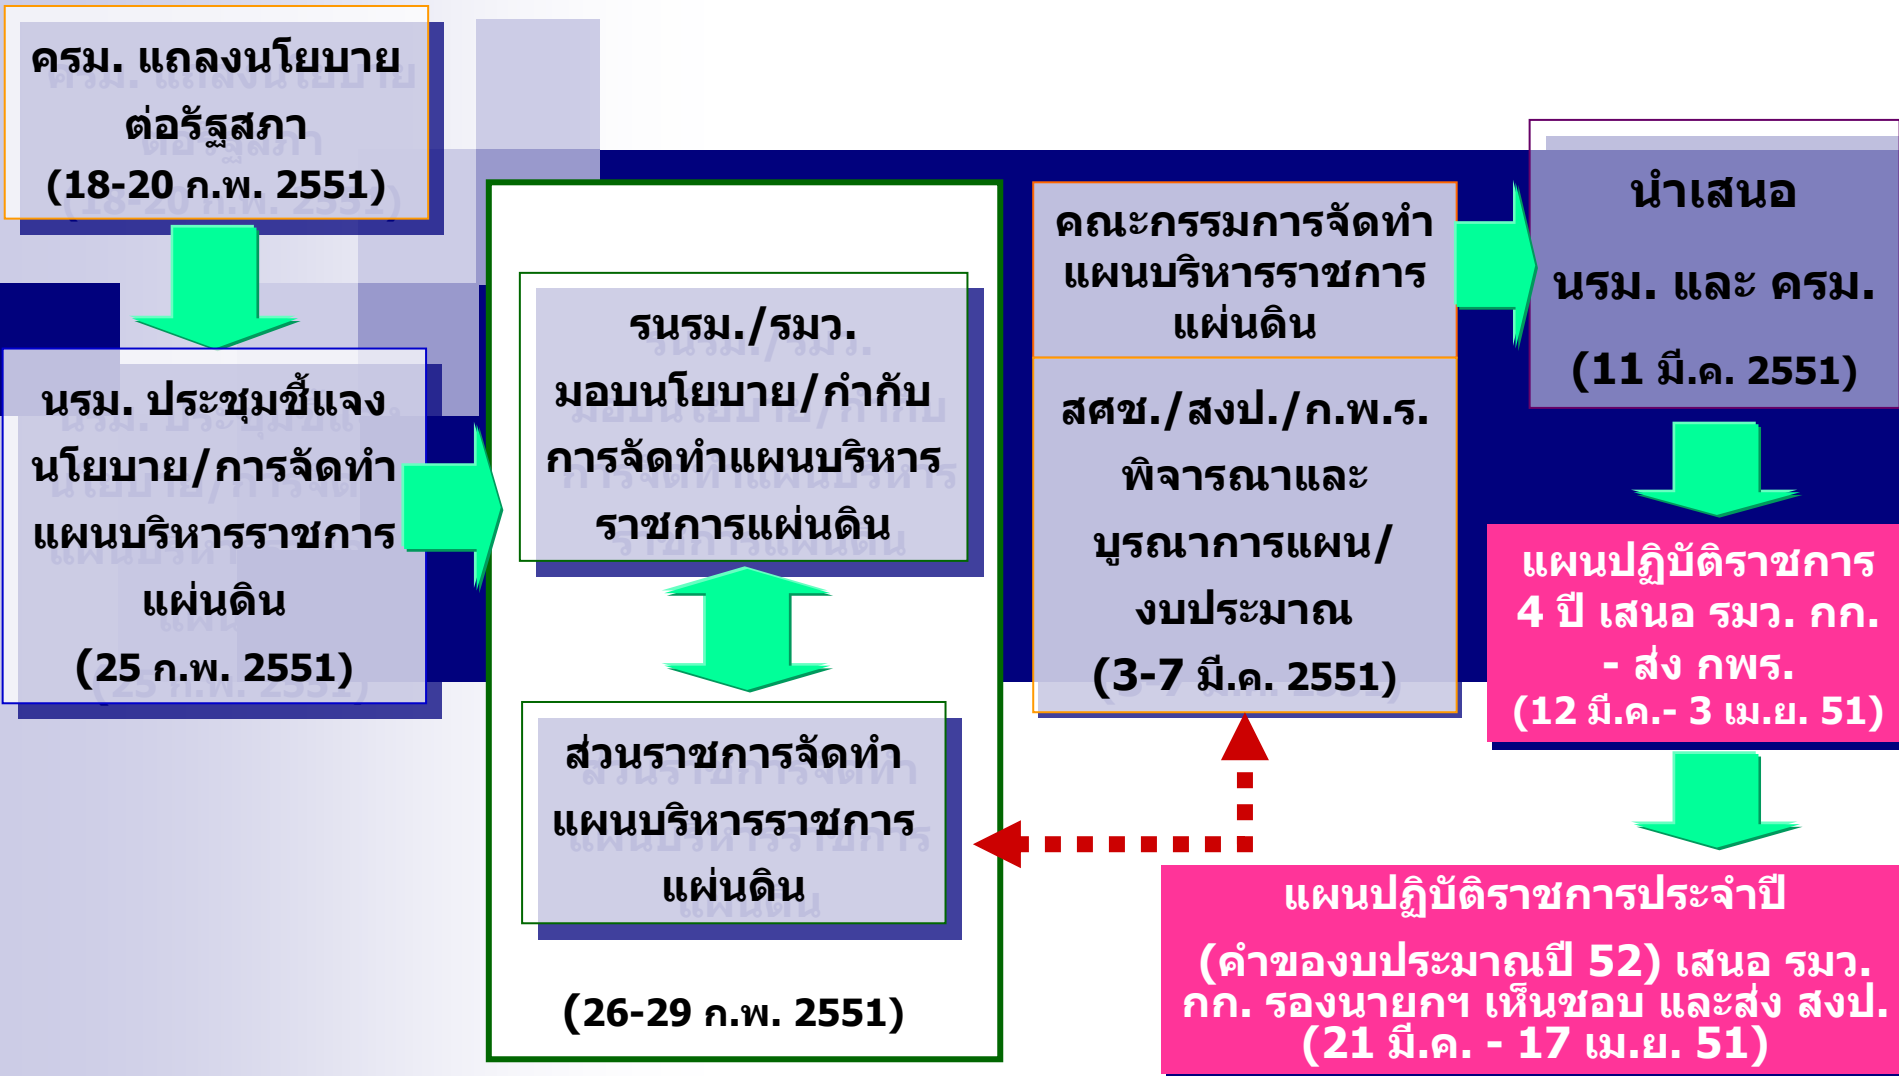 ครม. แถลงนโยบาย
ต่อรัฐสภา
(18-20 ก.พ. 2551)
นรม. ประชุมชี้แจง
นโยบาย/การจัดทำ
แผนบริหารราชการ
แผ่นดิน
(25 ก.พ. 2551)
รนรม./รมว.
มอบนโยบาย/กำกับ
การจัดทำแผนบริหาร
ราชการแผ่นดิน
ส่วนราชการจัดทำ
แผนบริหารราชการ
แผ่นดิน
(26-29 ก.พ. 2551)
คณะกรรมการจัดทำ
แผนบริหารราชการ
แผ่นดิน
สศช./สงป./ก.พ.ร.
พิจารณาและ
บูรณาการแผน/
งบประมาณ
(3-7 มี.ค. 2551)
นำเสนอ
นรม. และ ครม.
(11 มี.ค. 2551)
แผนปฏิบัติราชการ
4 ปี เสนอ รมว. กก.
- ส่ง กพร.
(12 มี.ค.- 3 เม.ย. 51)
แผนปฏิบัติราชการประจำปี
(คำของบประมาณปี 52) เสนอ รมว.
กก. รองนายกฯ เห็นชอบ และส่ง สงป.
(21 มี.ค. - 17 เม.ย. 51)